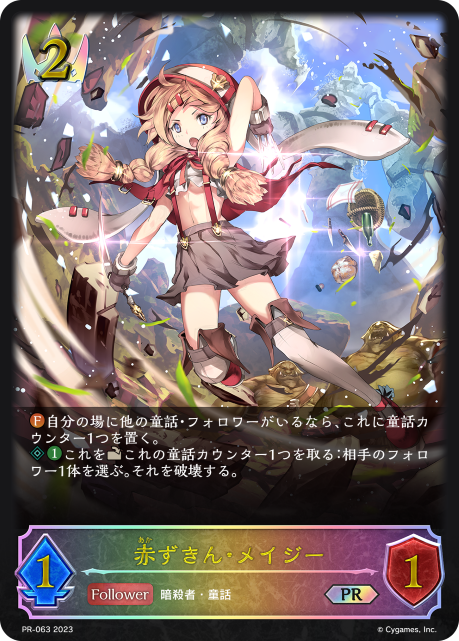 2
F自分の場に他の童話・フォロワーがいるなら、これに童話カ
ウンター1つを置く。
1これをこれの童話カウンター1つを取る：相手のフォロ
ワー1体を選ぶ。それを破壊する。
あか
赤ずきん・メイジー
1
Follower 暗殺者・童話
PR
1
PR-063 2023
© Cygames, Inc.